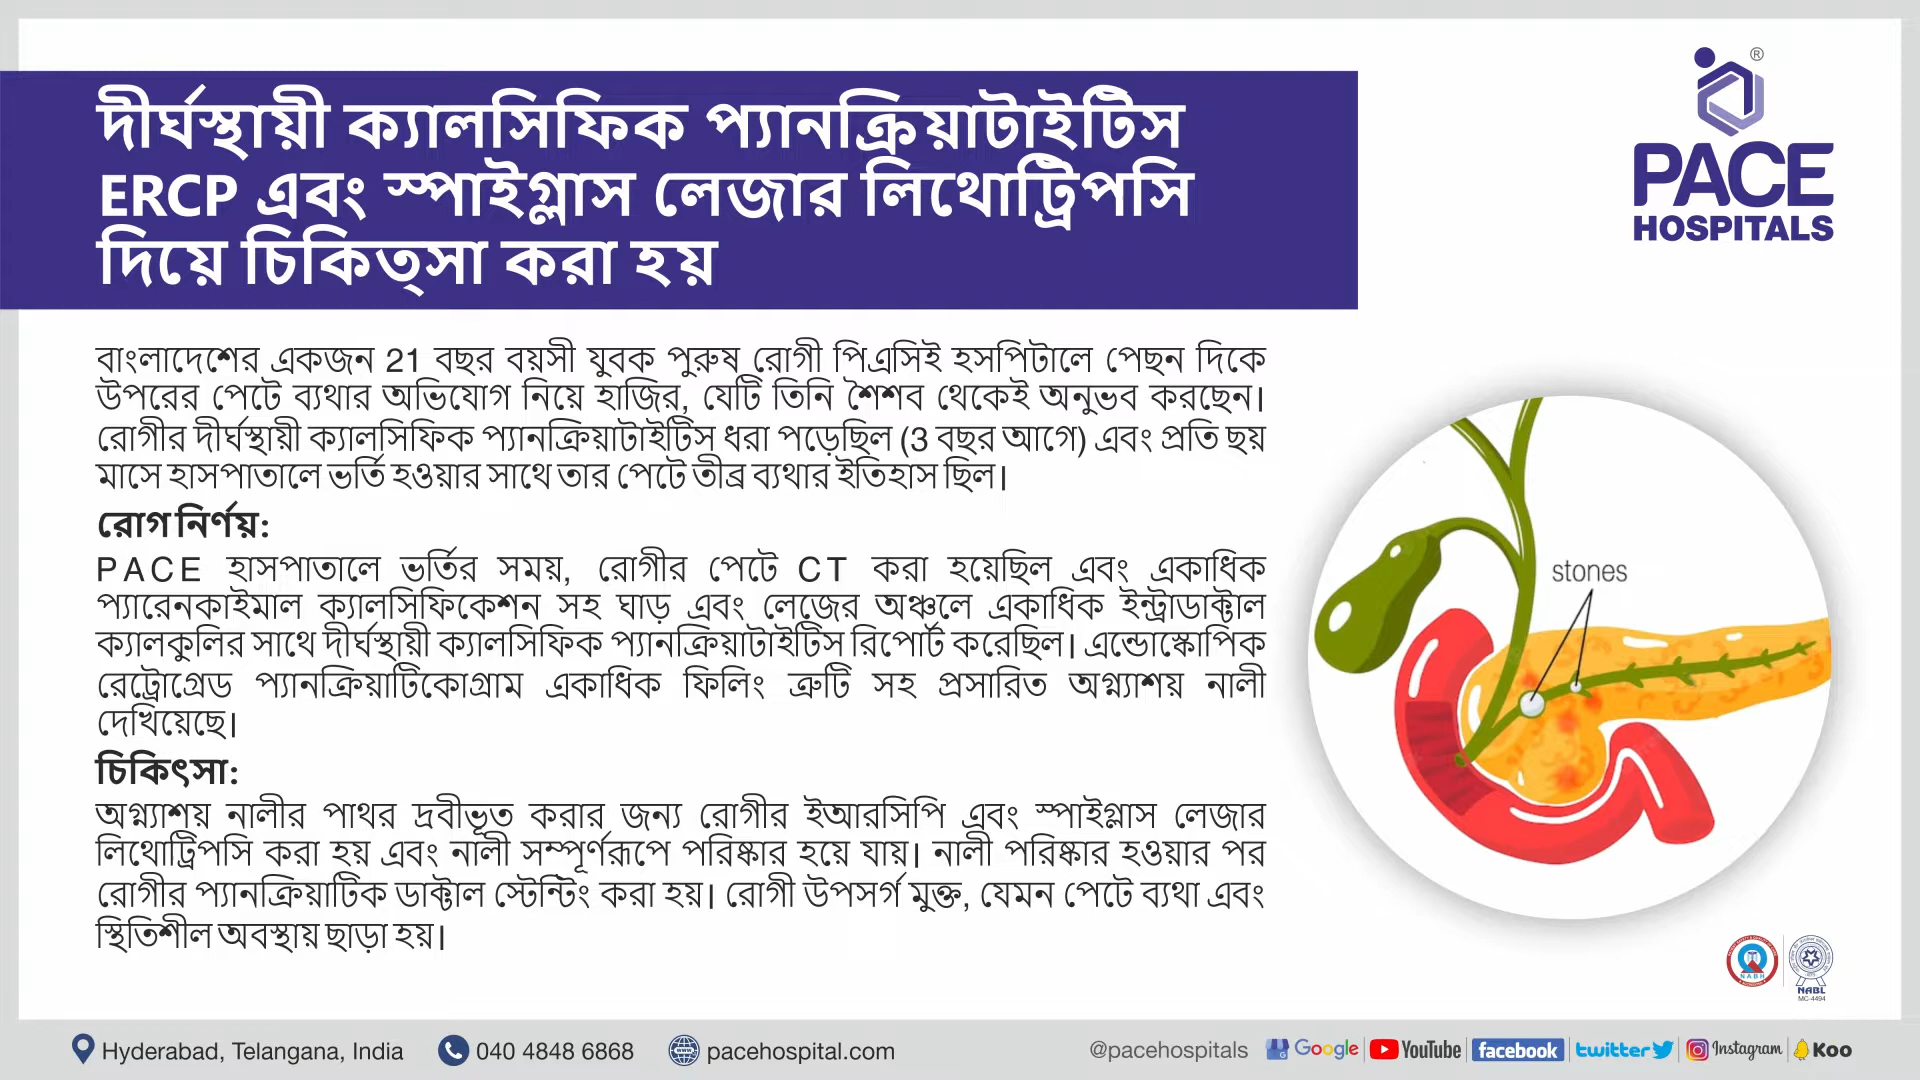 দীর্ঘস্থায়ী ক্যালসিফিক প্যানক্রিয়াটাইটিস
ERCP এবং স্পাইগ্লাস লেজার লিথোট্রিপসি
দিয়ে চিকিত্সা করা হয়
®
PACE
HOSPITALS
বাংলাদেশের একজন 21 বছর বয়সী যুবক পুরুষ রোগী পিএসিই হসপিটালে পেছন দিকে
উপরের পেটে ব্যথার অভিযোগ নিয়ে হাজির, যেটি তিনি শৈশব থেকেই অনুভব করছেন।
রোগীর দীর্ঘস্থায়ী ক্যালসিফিক প্যানক্রিয়াটাইটিস ধরা পড়েছিল (3 বছর আগে) এবং প্রতি ছয়
মাসে হাসপাতালে ভর্তি হওয়ার সাথে তার পেটে তীব্র ব্যথার ইতিহাস ছিল।
রোগ নির্ণয়:
PACE হাসপাতালে ভর্তির সময়, রোগীর পেটে CT করা হয়েছিল এবং একাধিক
প্যারেনকাইমাল ক্যালসিফিকেশন সহ ঘাড় এবং লেজের অঞ্চলে একাধিক ইন্ট্রাডাক্টাল
ক্যালকুলির সাথে দীর্ঘস্থায়ী ক্যালসিফিক প্যানক্রিয়াটাইটিস রিপোর্ট করেছিল। এন্ডোস্কোপিক
রেট্রোগ্রেড প্যানক্রিয়াটিকোগ্রাম একাধিক ফিলিং ত্রুটি সহ প্রসারিত অগ্ন্যাশয় নালী
দেখিয়েছে।
চিকিৎসা:
অগ্ন্যাশয় নালীর পাথর দ্রবীভূত করার জন্য রোগীর ইআরসিপি এবং স্পাইগ্লাস লেজার
লিথোট্রিপসি করা হয় এবং নালী সম্পূর্ণরূপে পরিষ্কার হয়ে যায়। নালী পরিষ্কার হওয়ার পর
রোগীর প্যানক্রিয়াটিক ডাক্টাল স্টেন্টিং করা হয়। রোগী উপসর্গ মুক্ত, যেমন পেটে ব্যথা এবং
স্থিতিশীল অবস্থায় ছাড়া হয়।
stones
NABH
NABL
MC-4494
Hyderabad, Telangana, India 040 4848 6868 pacehospital.com @pacehospitals Google YouTube facebook twitter Instagram Koo